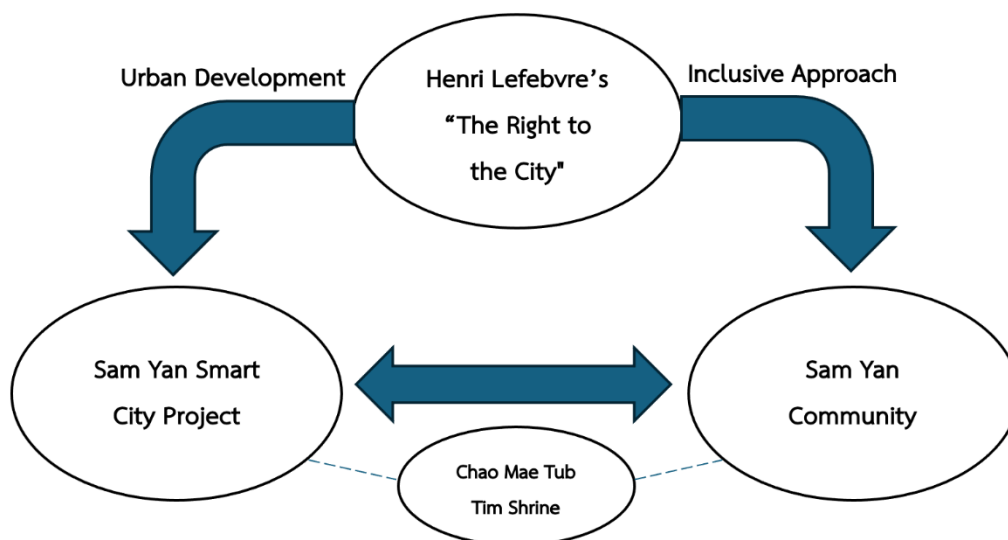 Urban Development
Henri Lefebvre's
“The Right to
the City"
Inclusive Approach
Sam Yan Smart
City Project
Sam Yan
Community
Chao Mae Tub
Tim Shrine